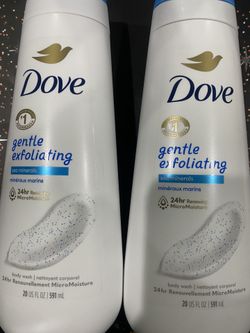 Dove
#1
gentle
exfoliating
sea minerals
minéraux marins
24hr Renewing
MicroMoisture
body wash | nettoyant corporel
24hr Renouvellement MicroMoisture
20 US FL OZ | 591 mL
Dove
#1
gentle
exfoliating
sea minerals
minéraux marins
24hr Renewing
MicroMoisture
body wash | nettoyant corporel
24hr Renouvellement MicroMoisture
20 US FL OZ | 591 mL